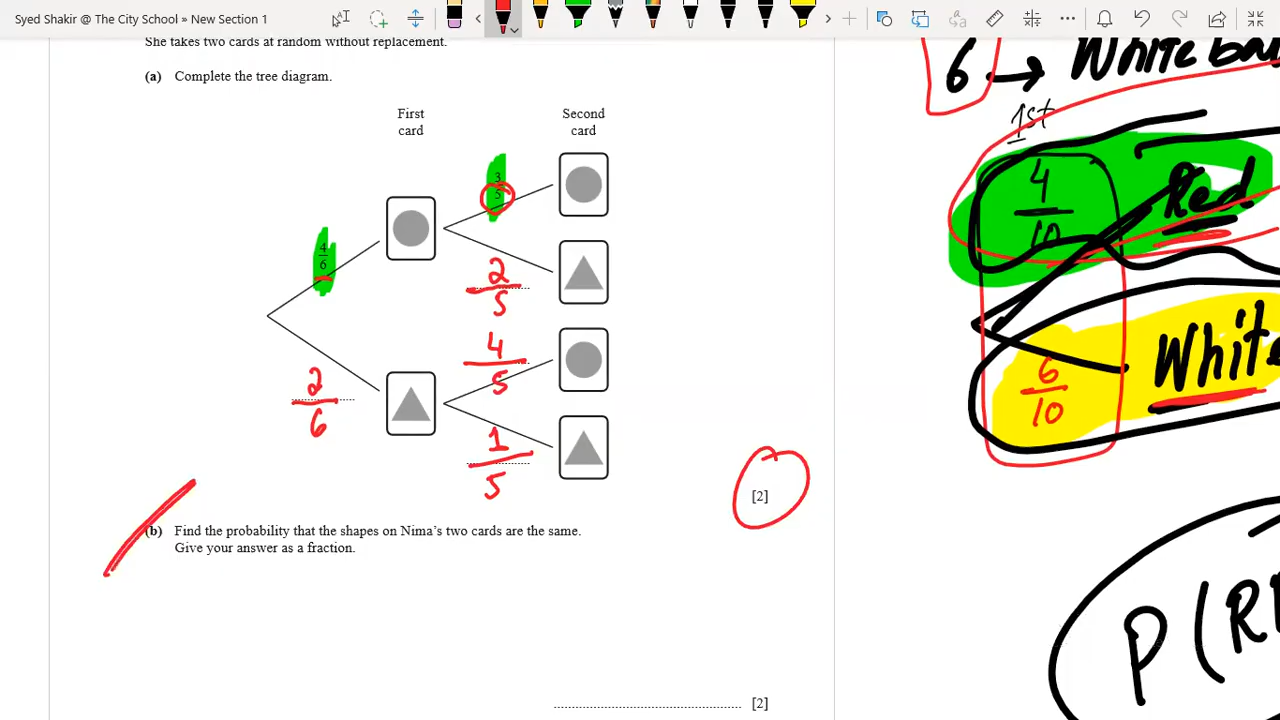 Syed Shakir @ The City School » New Section 1
She takes two cards at random without replacement.
(a) Complete the tree diagram.
First card
Second card
3/5
4/6
2/5
4/5
2/6
1/5
[2]
(b) Find the probability that the shapes on Nima's two cards are the same.
Give your answer as a fraction.
[2]
6 → White
1st
4/10
Red
6/10
White
P(R